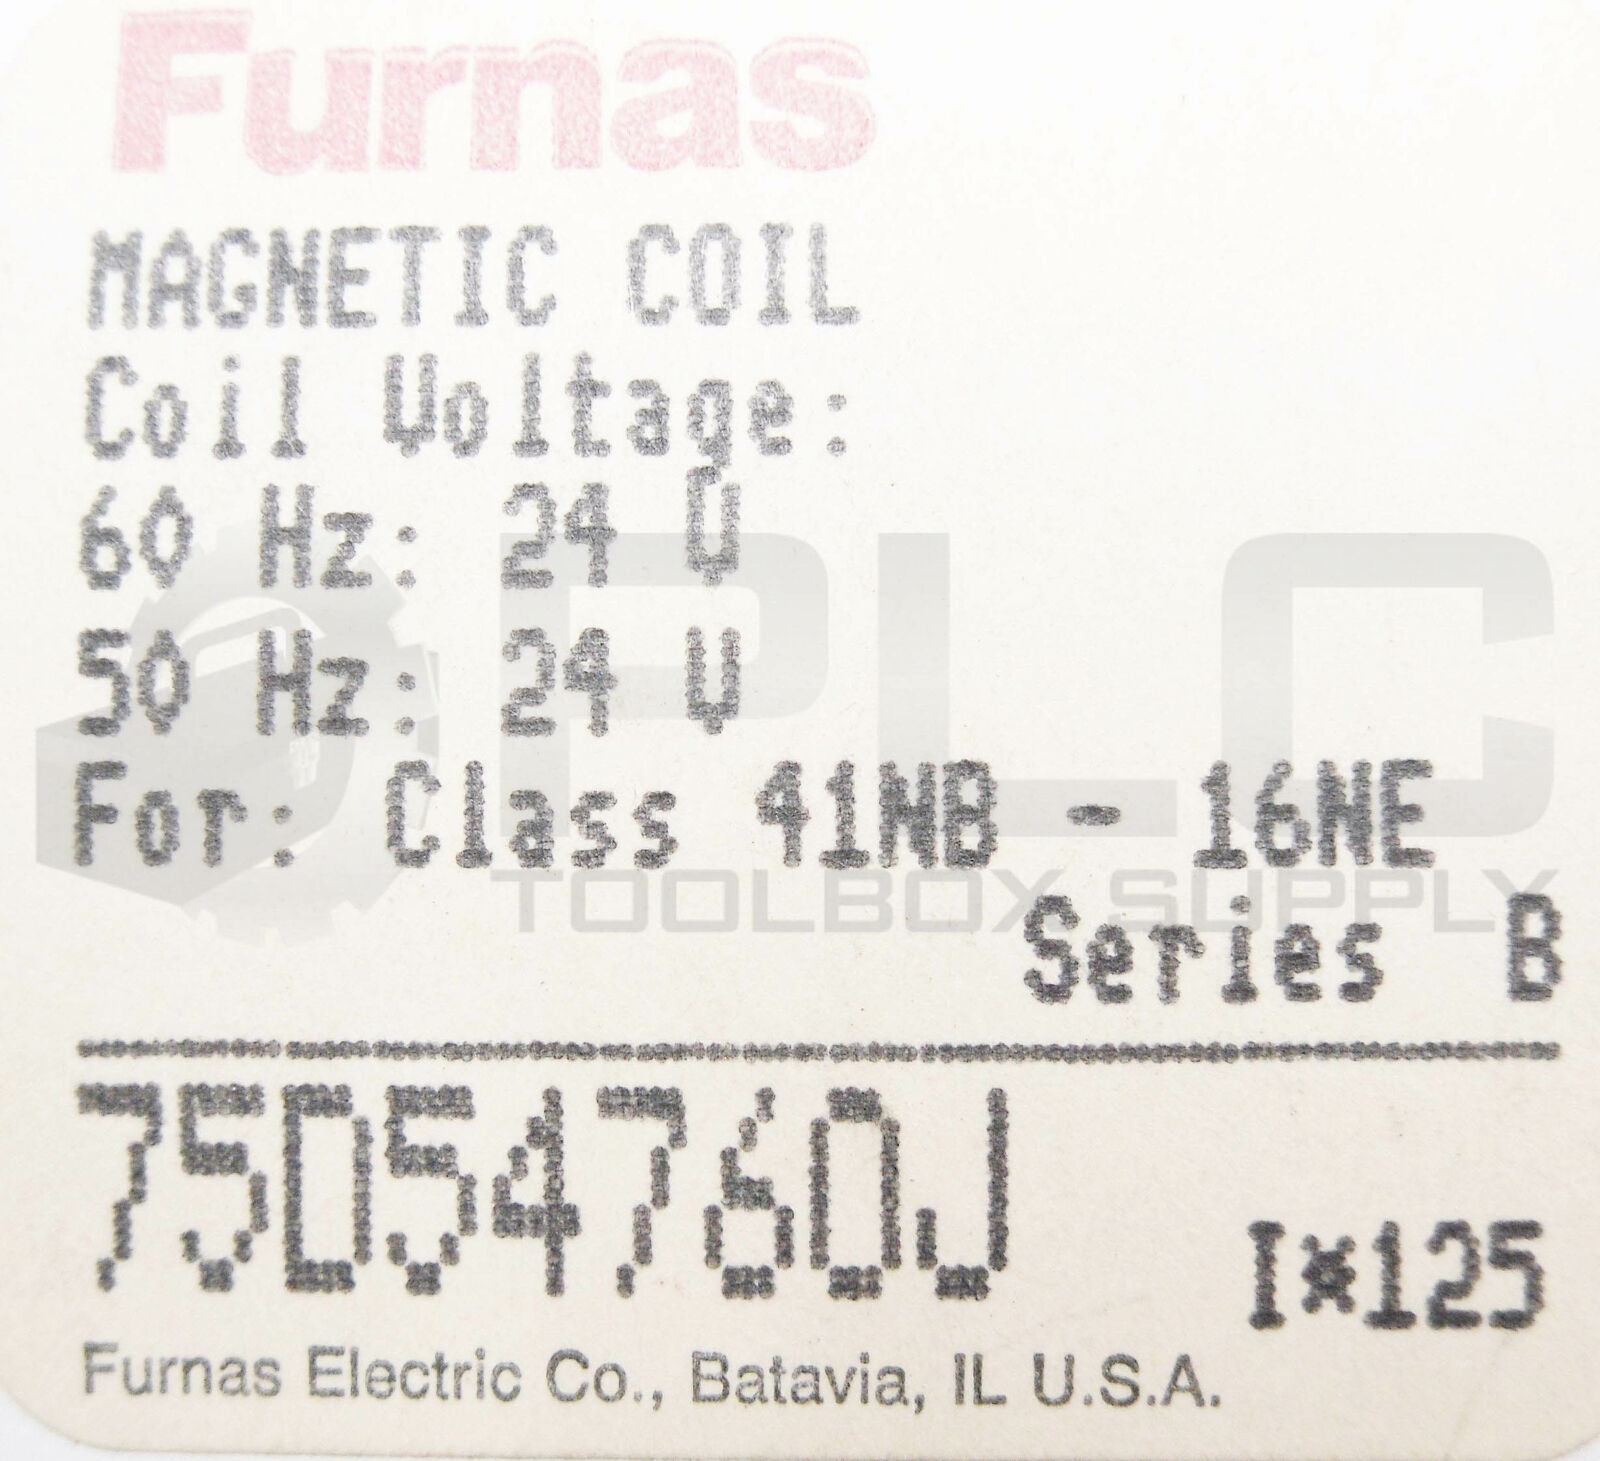 Furnas
MAGNETIC COIL
Coil Voltage:
60 Hz: 24 V
50 Hz: 24 V
For: Class 41NB - 16NE
Series B
75D54760J
I*125
Furnas Electric Co., Batavia, IL U.S.A.
PLC
TOOLBOX SUPPLY